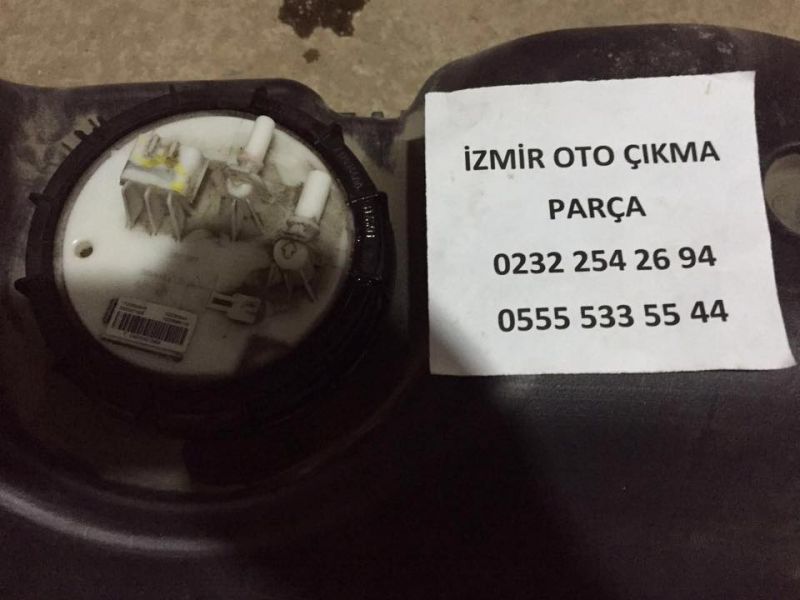 İZMİR OTO ÇIKMA
PARÇA
0232 254 26 94
0555 533 55 44